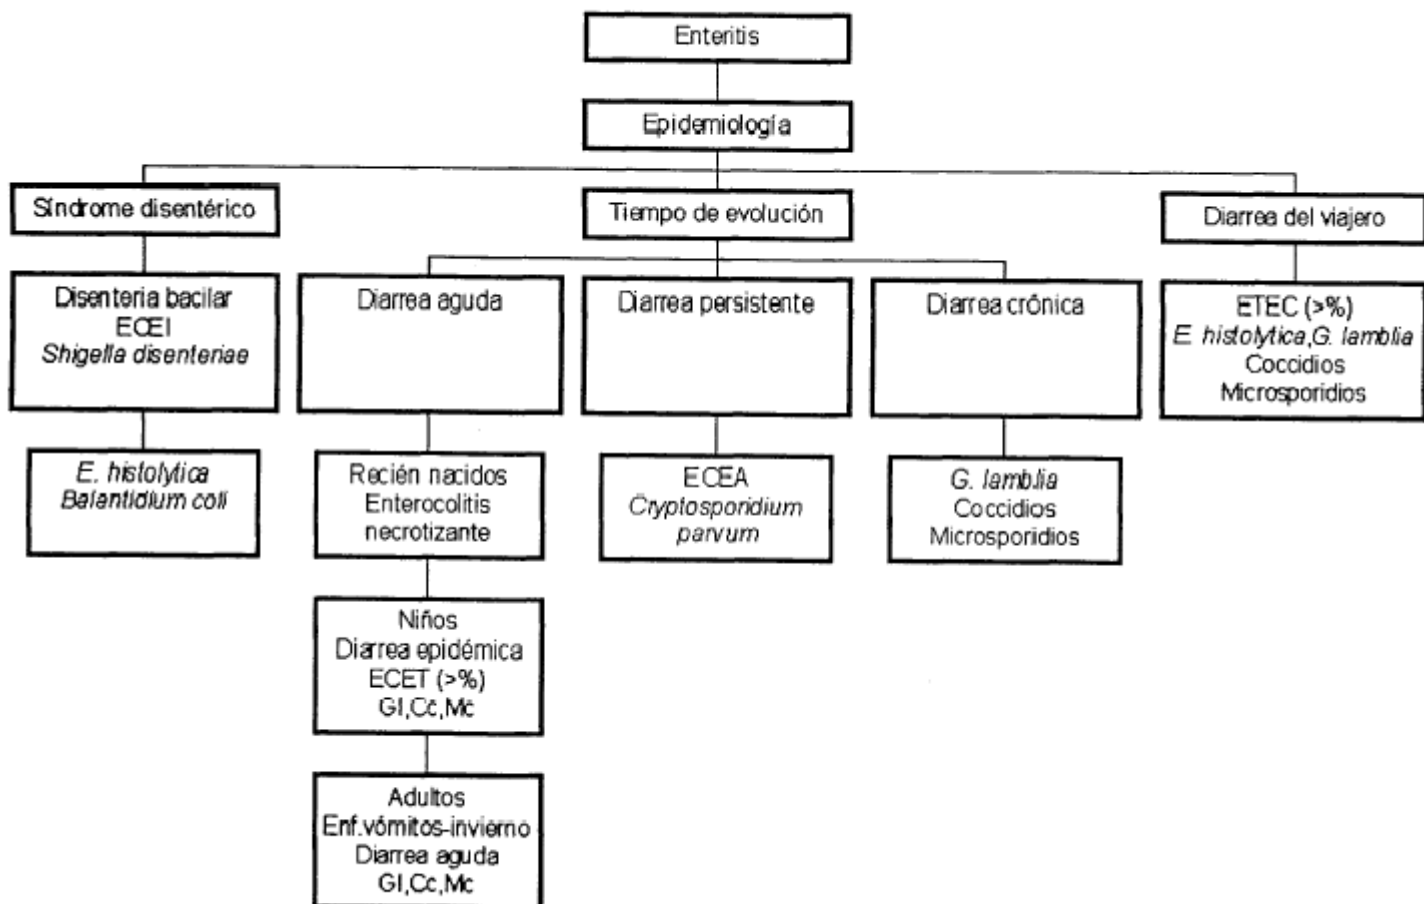 Enteritis
Epidemiología
Síndrome disentérico
Tiempo de evolución
Diarrea del viajero
Disenteria bacilar
ECEI
Shigella disenteriae
Diarrea aguda
Diarrea persistente
Diarrea crónica
ETEC (>%)
E. histolytica,G. lamblia
Coccidios
Microsporidios
E. histolytica
Balantidium coli
Recién nacidos
Enterocolitis
necrotizante
ECEA
Cryptosporidium
parvum
G. lamblia
Coccidios
Microsporidios
Niños
Diarrea epidémica
ECET (>%)
GI,Cc,Mc
Adultos
Enf.vómitos-invierno
Diarrea aguda
GI,Cc,Mc